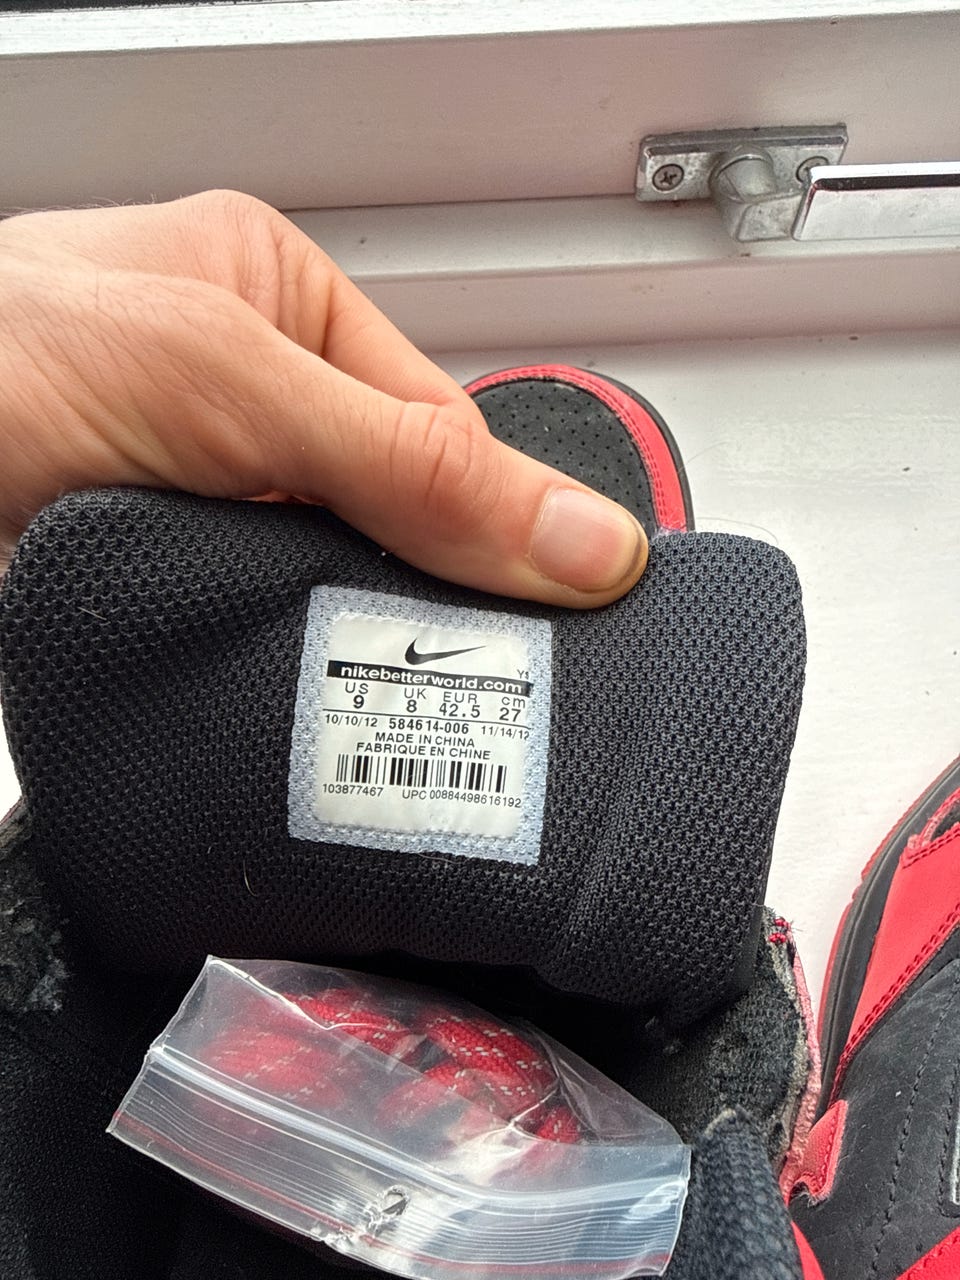 nikebetterworld.com
US UK EUR cm
9 8 42.5 27
10/10/12 584614-006 11/14/12
MADE IN CHINA
FABRIQUE EN CHINE
103877467 UPC 00884498616192